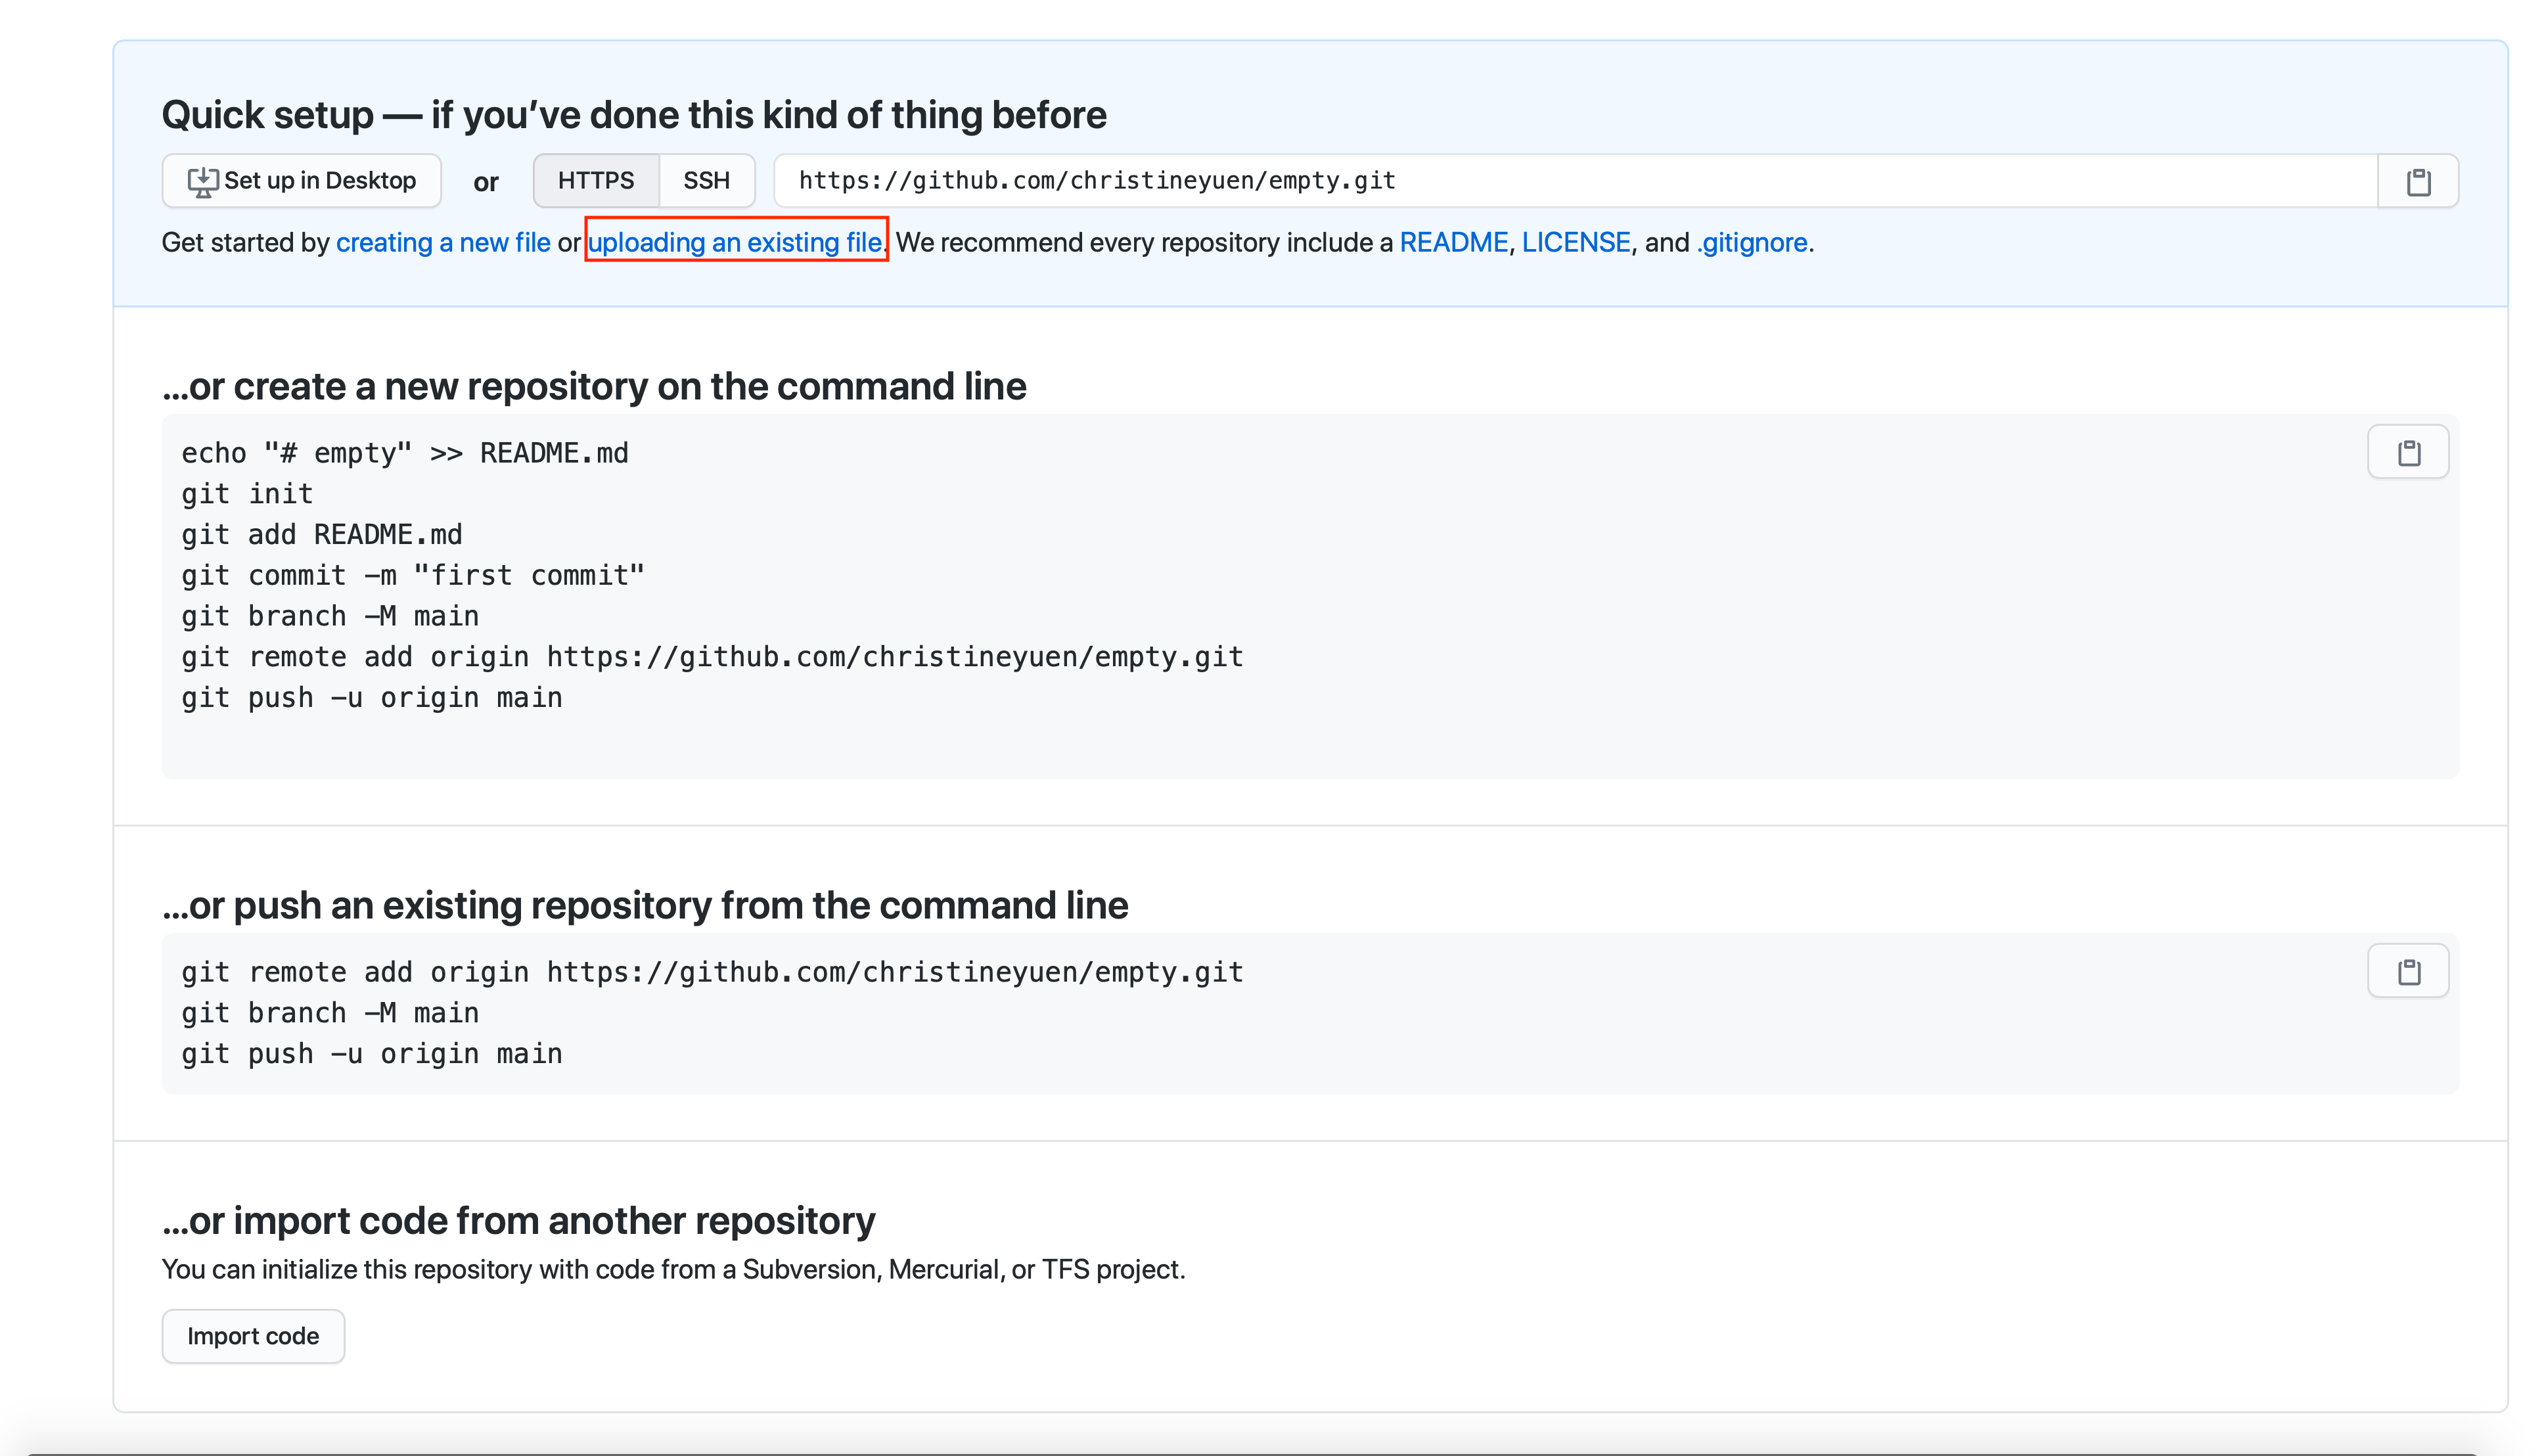 Quick setup — if you’ve done this kind of thing before
Set up in Desktop or HTTPS SSH https://github.com/christineyuen/empty.git
Get started by creating a new file or uploading an existing file. We recommend every repository include a README, LICENSE, and .gitignore.
…or create a new repository on the command line
echo "# empty" >> README.md
git init
git add README.md
git commit -m "first commit"
git branch -M main
git remote add origin https://github.com/christineyuen/empty.git
git push -u origin main
…or push an existing repository from the command line
git remote add origin https://github.com/christineyuen/empty.git
git branch -M main
git push -u origin main
…or import code from another repository
You can initialize this repository with code from a Subversion, Mercurial, or TFS project.
Import code